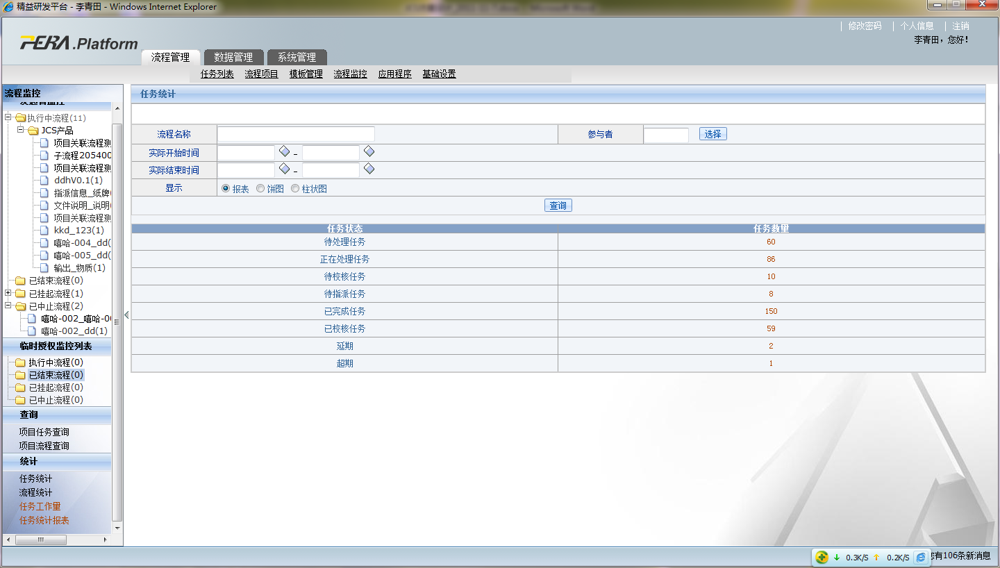 精益研发平台 - 李青田 - Windows Internet Explorer
修改密码 | 个人信息 | 注销
李青田，您好！
PERA.Platform
流程管理 数据管理 系统管理
任务列表 流程项目 模板管理 流程监控 应用程序 基础设置
流程监控
执行中流程(11)
JCS产品
项目关联流程测
子流程205400
项目关联流程测
ddhV0.1(1)
指派信息_纸牌
文件说明_说明
项目关联流程测
kkd_123(1)
嘻哈-004_dd(
嘻哈-005_dd(
输出_物质(1)
已结束流程(0)
已挂起流程(1)
已中止流程(2)
嘻哈-002_嘻哈-00
嘻哈-002_dd(1)
临时授权监控列表
执行中流程(0)
已结束流程(0)
已挂起流程(0)
已中止流程(0)
查询
项目任务查询
项目流程查询
统计
任务统计
流程统计
任务工作量
任务统计报表
任务统计
流程名称 参与者 选择
实际开始时间 -
实际结束时间 -
显示 报表 饼图 柱状图
查询
任务状态 任务数量
待处理任务 60
正在处理任务 86
待校核任务 10
待指派任务 8
已完成任务 150
已校核任务 59
延期 2
超期 1
0.3K/S 0.2K/S 有106条新消息